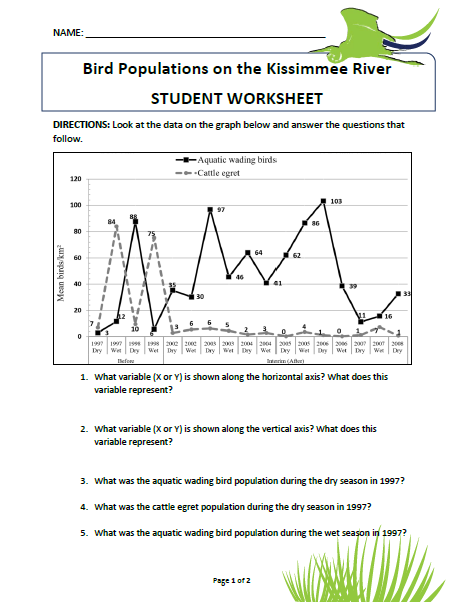 NAME: ________________________________
Bird Populations on the Kissimmee River
STUDENT WORKSHEET
DIRECTIONS: Look at the data on the graph below and answer the questions that
follow.
Aquatic wading birds
Cattle egret
Mean birds/km²
120
100
80
60
40
20
0
7 84 10 75 3 6 6 5 2 3 0 4 1 0 1 7 1
3 12 88 6 35 30 97 46 64 41 62 86 103 39 11 16 33
1997 1997 1998 1998 2002 2002 2003 2003 2004 2004 2005 2005 2006 2006 2007 2007 2008
Dry Wet Dry Wet Dry Wet Dry Wet Dry Wet Dry Wet Dry Wet Dry Wet Dry
Before Interim (After)
1. What variable (X or Y) is shown along the horizontal axis? What does this
variable represent?
2. What variable (X or Y) is shown along the vertical axis? What does this
variable represent?
3. What was the aquatic wading bird population during the dry season in 1997?
4. What was the cattle egret population during the dry season in 1997?
5. What was the aquatic wading bird population during the wet season in 1997?
Page 1 of 2